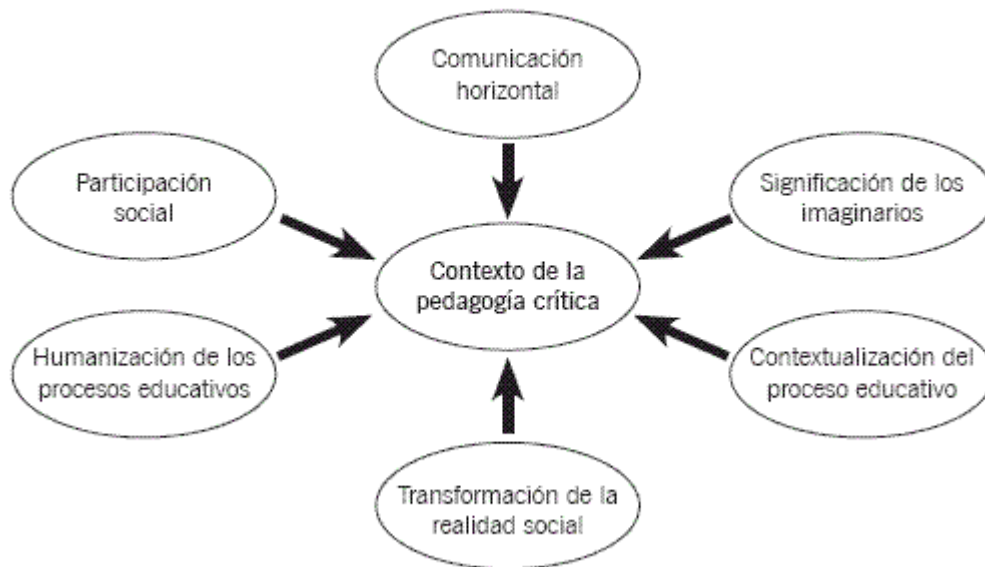 Comunicación
horizontal
Participación
social
Significación de los
imaginarios
Contexto de la
pedagogía crítica
Humanización de los
procesos educativos
Contextualización del
proceso educativo
Transformación de la
realidad social